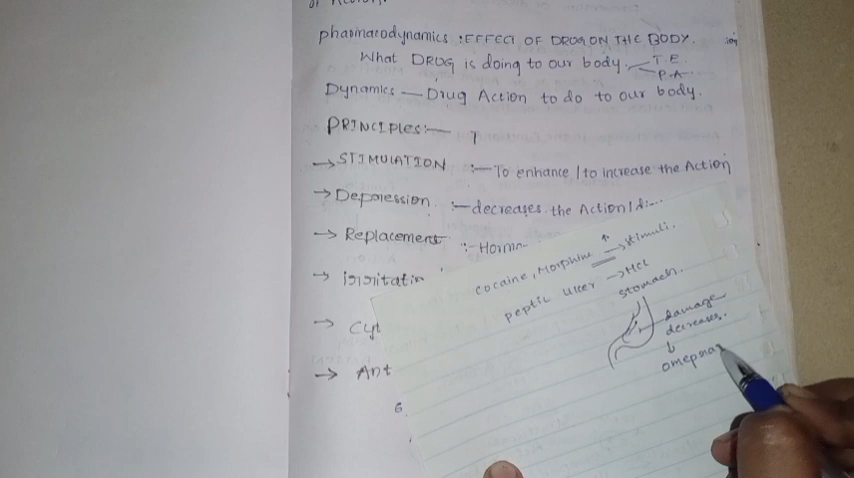 pharmacodynamics :EFFECT OF DRUG ON THE BODY.
What DRUG is doing to our body. T.E.
P.A
Dynamics — Drug Action to do to our body.
PRINCIPles:—
→ STIMULATION :— To enhance / to increase the Action
→ Depression :— decreases the Action/
→ Replacement :— Hormo
→
→ Cyt
→ Ant
6.
cocaine, Morphine ↑ → stimuli.
peptic ulcer → HCL
stomach.
damage
decreases.
↓
omepraz